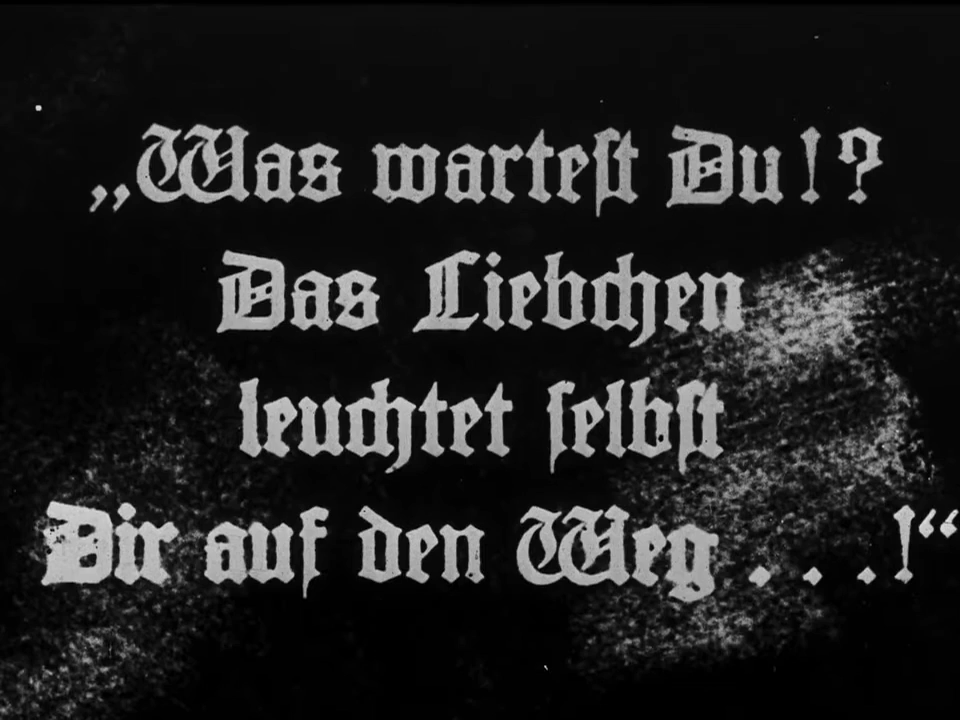 „Was warteſt Du!?
Das Liebchen
leuchtet ſelbſt
Dir auf den Weg . . .!“